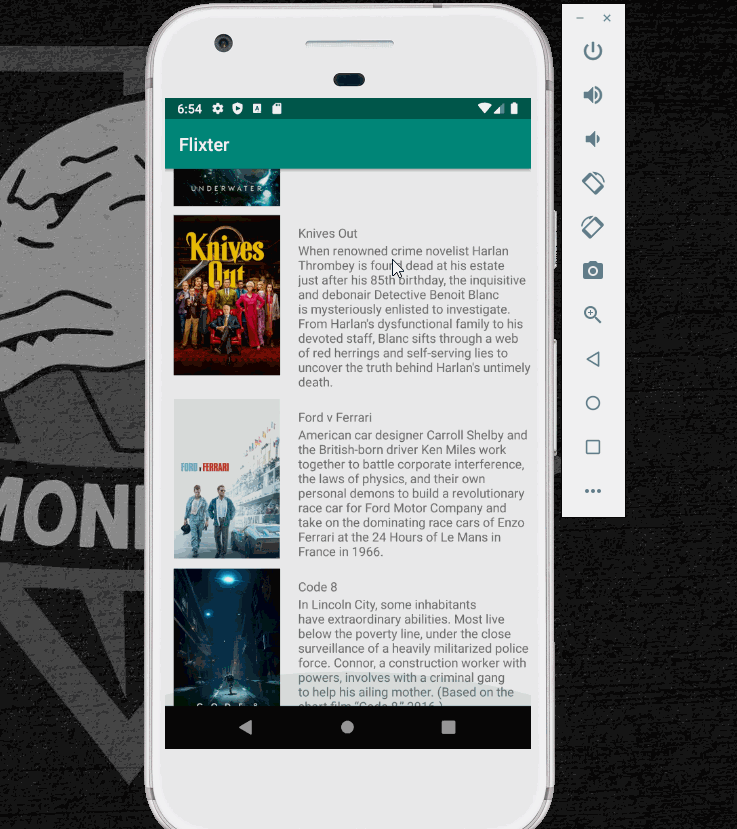 6:54
Flixter
UNDERWATER
Knives Out
Knives
Out
When renowned crime novelist Harlan
Thrombey is found dead at his estate
just after his 85th birthday, the inquisitive
and debonair Detective Benoit Blanc
is mysteriously enlisted to investigate.
From Harlan's dysfunctional family to his
devoted staff, Blanc sifts through a web
of red herrings and self-serving lies to
uncover the truth behind Harlan's untimely
death.
Ford v Ferrari
FORD v FERRARI
American car designer Carroll Shelby and
the British-born driver Ken Miles work
together to battle corporate interference,
the laws of physics, and their own
personal demons to build a revolutionary
race car for Ford Motor Company and
take on the dominating race cars of Enzo
Ferrari at the 24 Hours of Le Mans in
France in 1966.
Code 8
In Lincoln City, some inhabitants
have extraordinary abilities. Most live
below the poverty line, under the close
surveillance of a heavily militarized police
force. Connor, a construction worker with
powers, involves with a criminal gang
to help his ailing mother. (Based on the
short film “Code 8,” 2016.)
CODE 8
MON